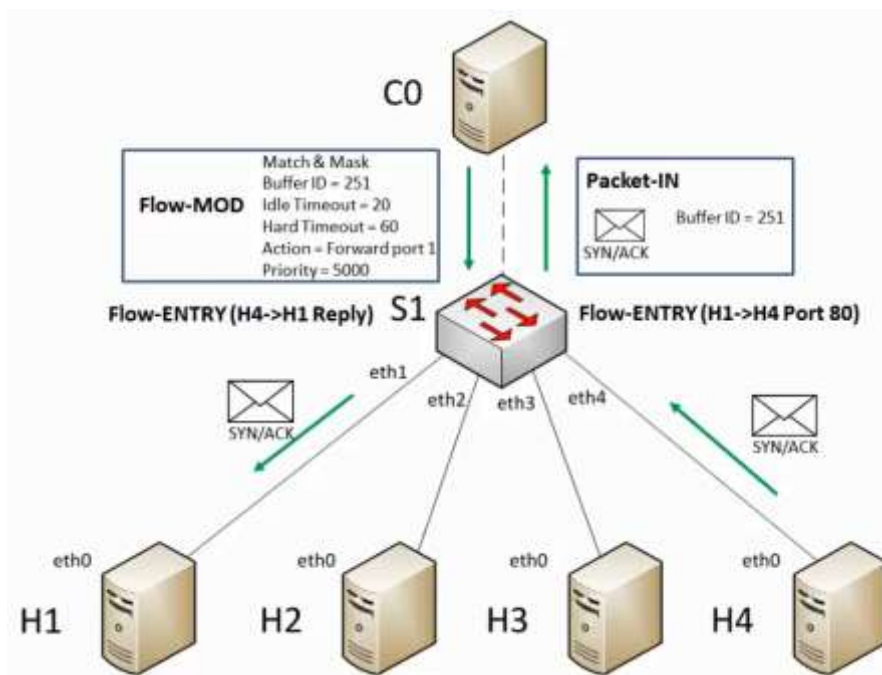 C0
Match & Mask
Buffer ID = 251
Flow-MOD
Idle Timeout = 20
Hard Timeout = 60
Action = Forward port 1
Priority = 5000
Packet-IN
Buffer ID = 251
SYN/ACK
Flow-ENTRY (H4->H1 Reply)
S1
Flow-ENTRY (H1->H4 Port 80)
eth1
eth2
eth3
eth4
SYN/ACK
SYN/ACK
eth0
eth0
eth0
eth0
H1
H2
H3
H4